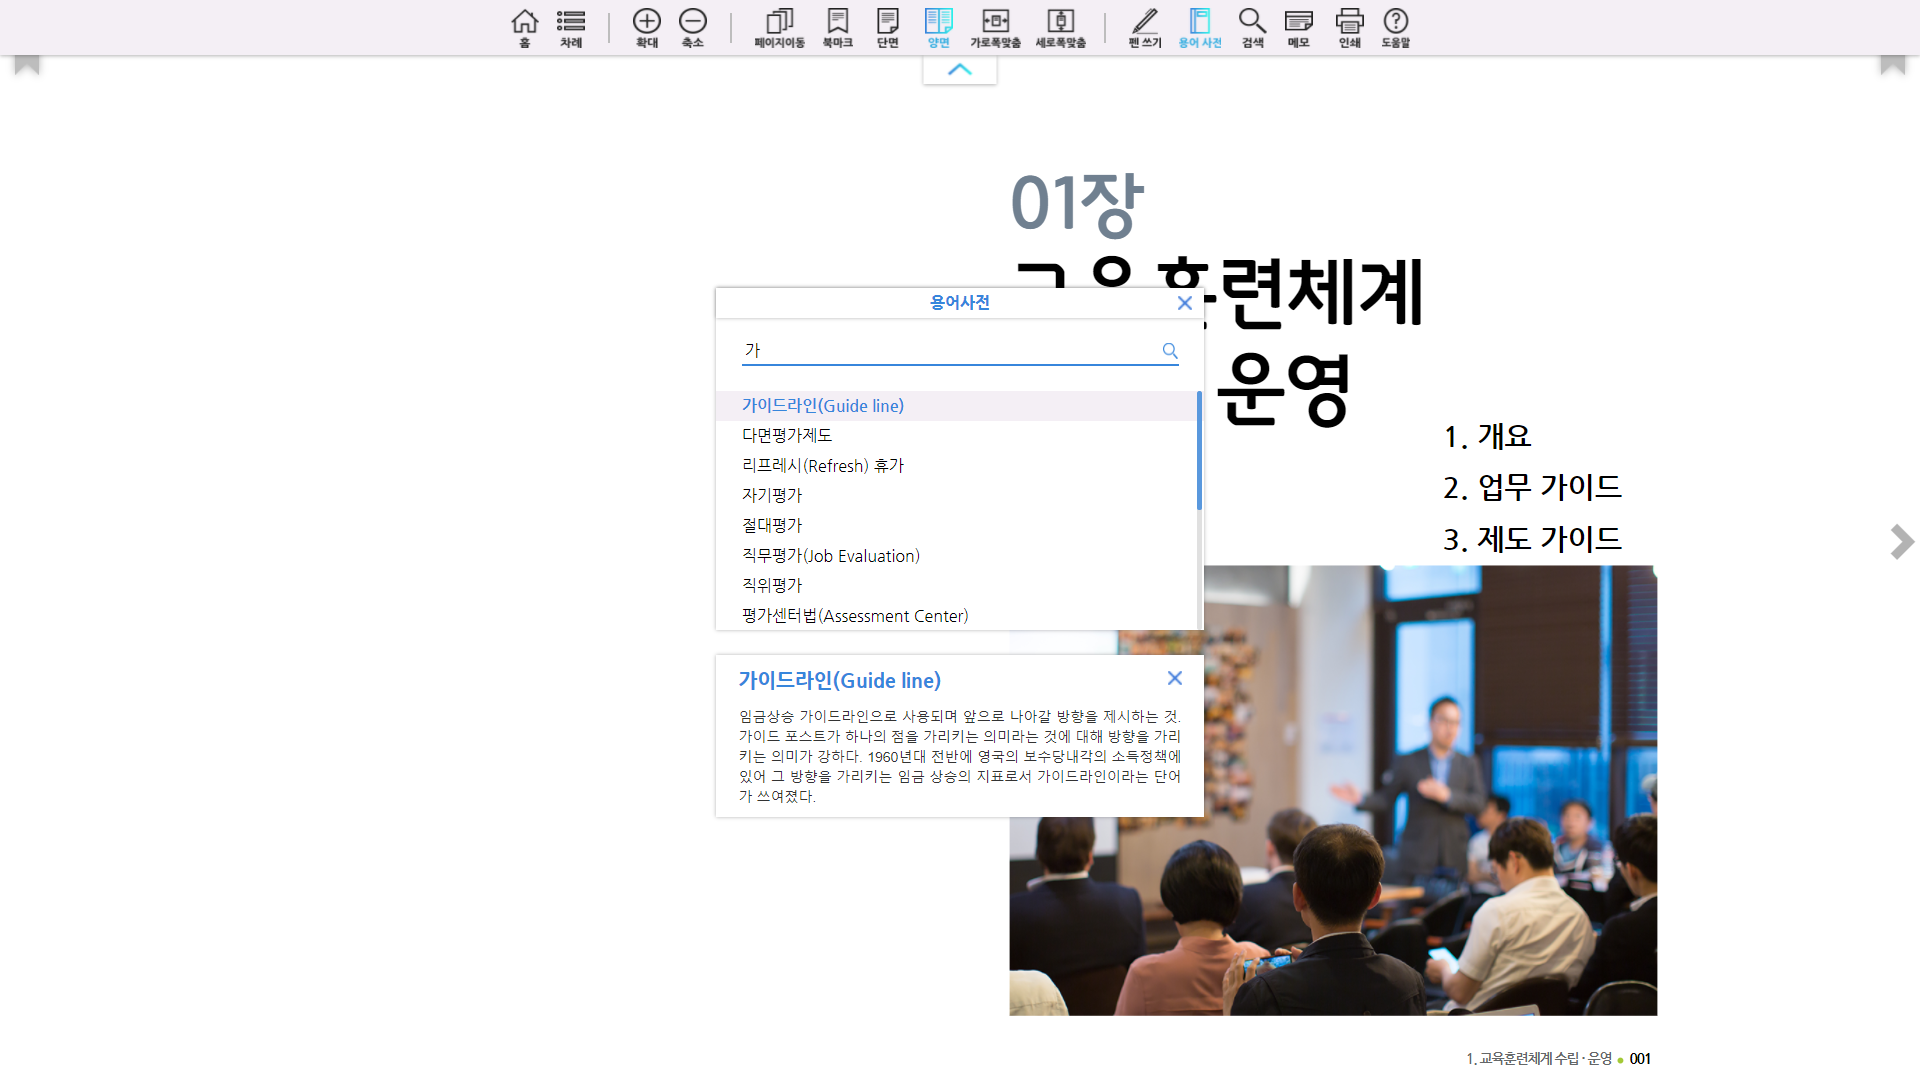 홈 차례 확대 축소 페이지이동 북마크 단면 양면 가로폭맞춤 세로폭맞춤 펜 쓰기 용어 사전 검색 메모 인쇄 도움말
01장
훈련체계
운영
1. 개요
2. 업무 가이드
3. 제도 가이드
용어사전
가
가이드라인(Guide line)
다면평가제도
리프레시(Refresh) 휴가
자기평가
절대평가
직무평가(Job Evaluation)
직위평가
평가센터법(Assessment Center)
가이드라인(Guide line)
임금상승 가이드라인으로 사용되며 앞으로 나아갈 방향을 제시하는 것.
가이드 포스트가 하나의 점을 가리키는 의미라는 것에 대해 방향을 가리
키는 의미가 강하다. 1960년대 전반에 영국의 보수당내각의 소득정책에
있어 그 방향을 가리키는 임금 상승의 지표로서 가이드라인이라는 단어
가 쓰여졌다.
1. 교육훈련체계 수립 · 운영 001